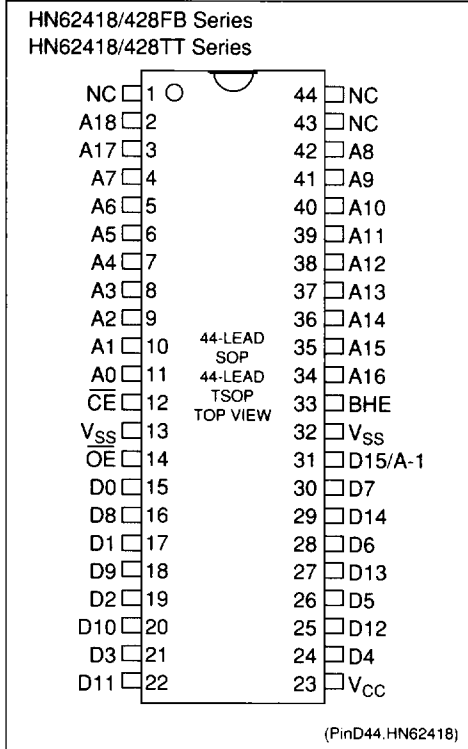 HN62418/428FB Series
HN62418/428TT Series
NC 1 44 NC
A18 2 43 NC
A17 3 42 A8
A7 4 41 A9
A6 5 40 A10
A5 6 39 A11
A4 7 38 A12
A3 8 37 A13
A2 9 36 A14
A1 10 44-LEAD 35 A15
SOP
A0 11 44-LEAD 34 A16
TSOP
C̅E̅ 12 TOP VIEW 33 BHE
VSS 13 32 VSS
O̅E̅ 14 31 D15/A-1
D0 15 30 D7
D8 16 29 D14
D1 17 28 D6
D9 18 27 D13
D2 19 26 D5
D10 20 25 D12
D3 21 24 D4
D11 22 23 VCC
(PinD44.HN62418)